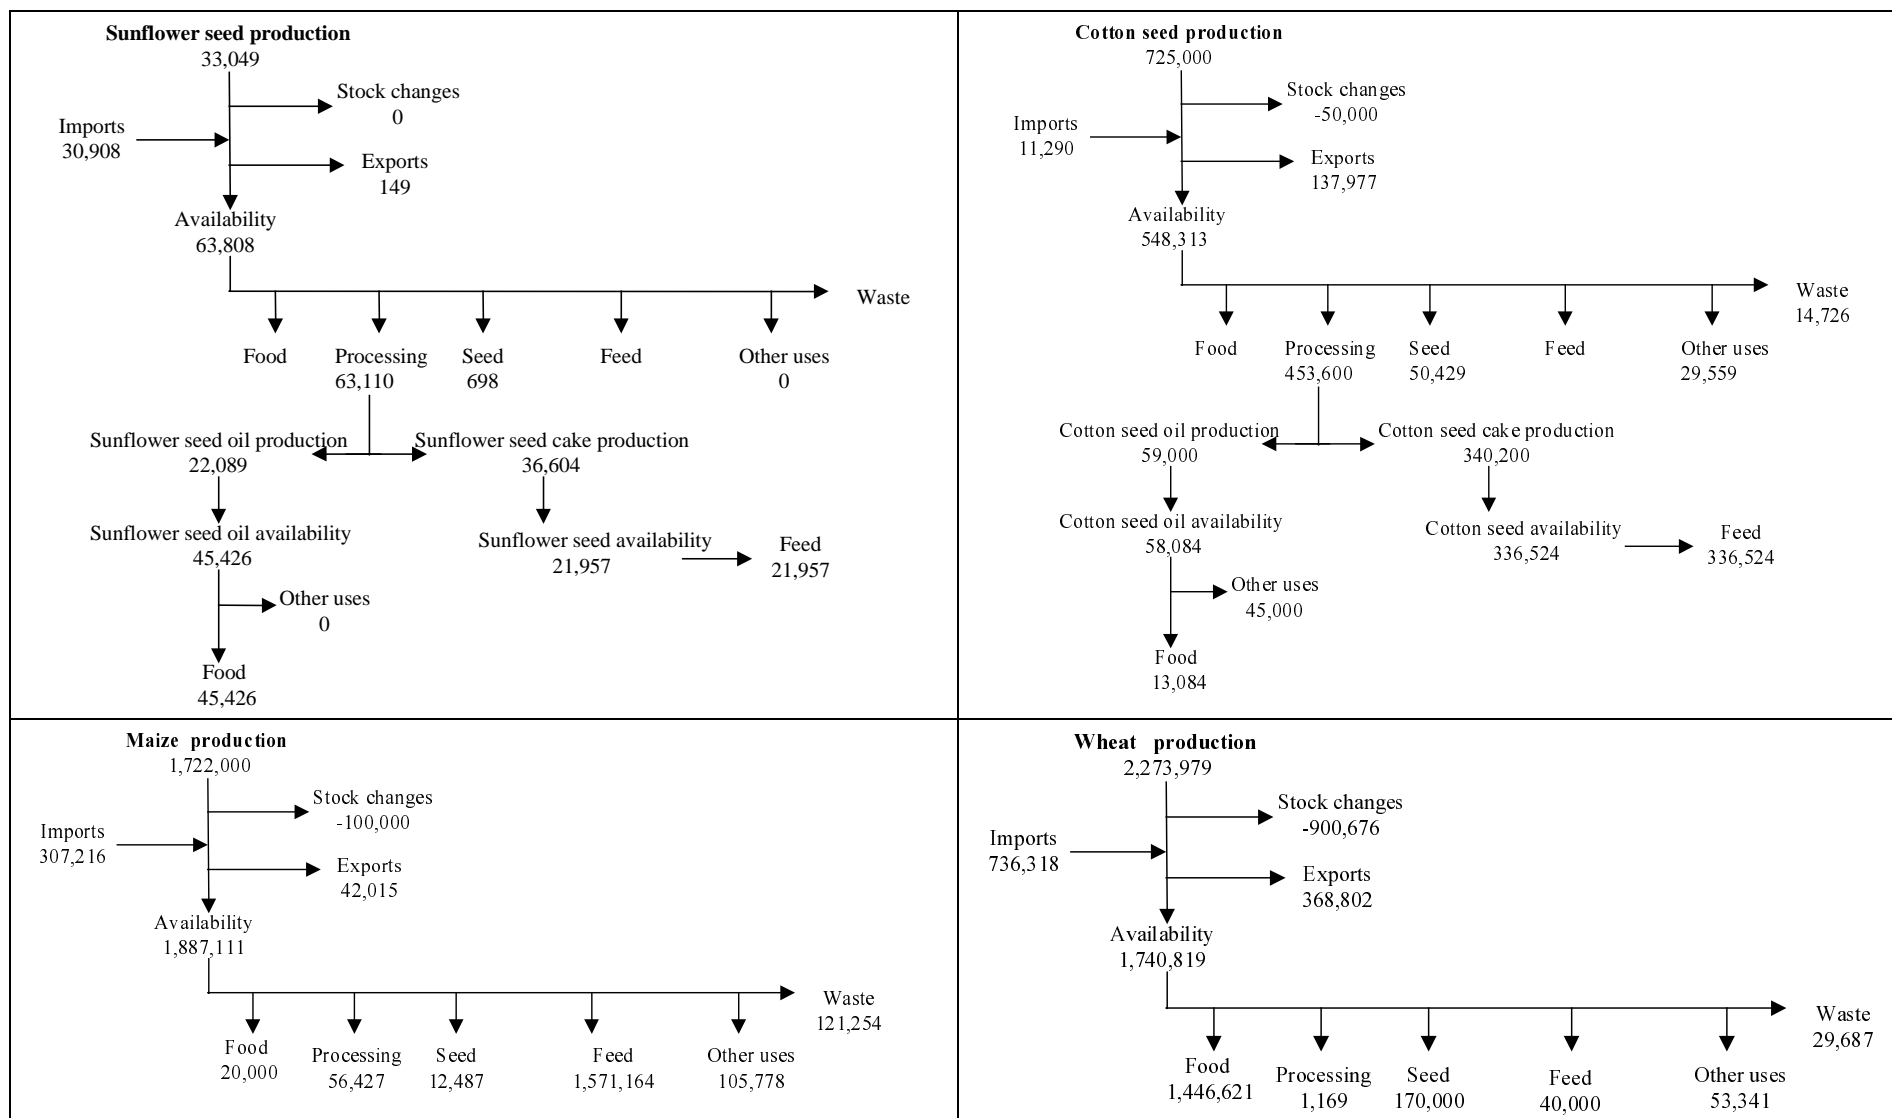 Sunflower seed production
33,049
Stock changes
0
Imports
30,908
Exports
149
Availability
63,808
Waste
Food
Processing
63,110
Seed
698
Feed
Other uses
0
Sunflower seed oil production
22,089
Sunflower seed cake production
36,604
Sunflower seed oil availability
45,426
Sunflower seed availability
21,957
Feed
21,957
Other uses
0
Food
45,426
Cotton seed production
725,000
Stock changes
-50,000
Imports
11,290
Exports
137,977
Availability
548,313
Waste
14,726
Food
Processing
453,600
Seed
50,429
Feed
Other uses
29,559
Cotton seed oil production
59,000
Cotton seed cake production
340,200
Cotton seed oil availability
58,084
Cotton seed availability
336,524
Feed
336,524
Other uses
45,000
Food
13,084
Maize production
1,722,000
Stock changes
-100,000
Imports
307,216
Exports
42,015
Availability
1,887,111
Waste
121,254
Food
20,000
Processing
56,427
Seed
12,487
Feed
1,571,164
Other uses
105,778
Wheat production
2,273,979
Stock changes
-900,676
Imports
736,318
Exports
368,802
Availability
1,740,819
Waste
29,687
Food
1,446,621
Processing
1,169
Seed
170,000
Feed
40,000
Other uses
53,341